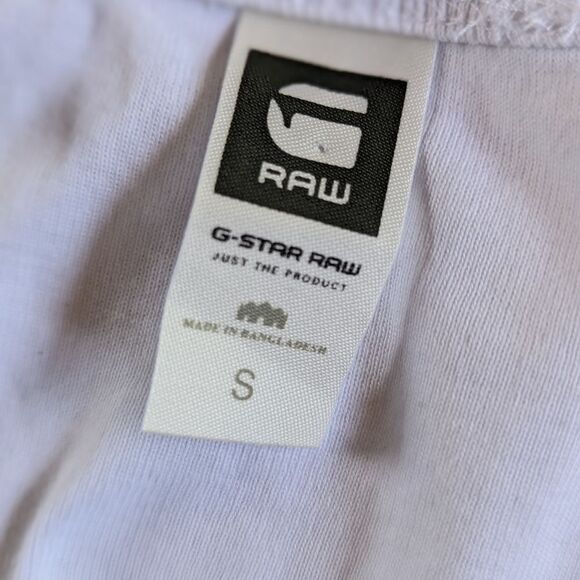 RAW
G-STAR RAW
JUST THE PRODUCT
MADE IN BANGLADESH
S